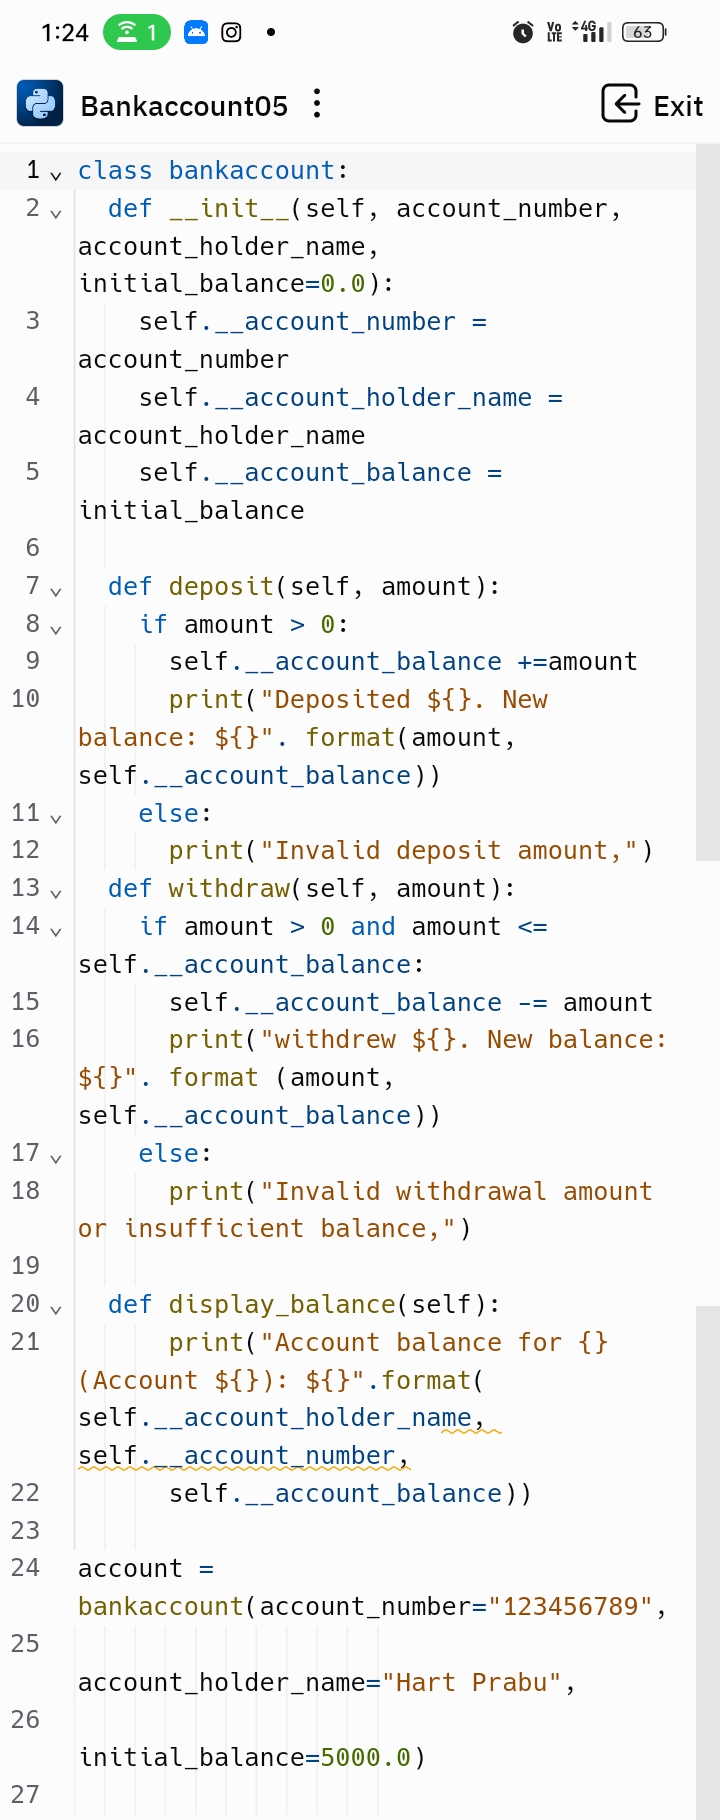 1:24 1 Vo LTE 4G 63
Bankaccount05 Exit
1 class bankaccount:
2 def __init__(self, account_number,
account_holder_name,
initial_balance=0.0):
3 self.__account_number =
account_number
4 self.__account_holder_name =
account_holder_name
5 self.__account_balance =
initial_balance
6
7 def deposit(self, amount):
8 if amount > 0:
9 self.__account_balance +=amount
10 print("Deposited ${}. New
balance: ${}". format(amount,
self.__account_balance))
11 else:
12 print("Invalid deposit amount,")
13 def withdraw(self, amount):
14 if amount > 0 and amount <=
self.__account_balance:
15 self.__account_balance -= amount
16 print("withdrew ${}. New balance:
${}". format (amount,
self.__account_balance))
17 else:
18 print("Invalid withdrawal amount
or insufficient balance,")
19
20 def display_balance(self):
21 print("Account balance for {}
(Account ${}): ${}".format(
self.__account_holder_name,
self.__account_number,
22 self.__account_balance))
23
24 account =
bankaccount(account_number="123456789",
25
account_holder_name="Hart Prabu",
26
initial_balance=5000.0)
27